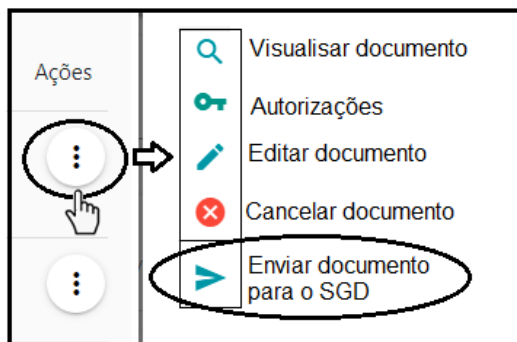 Ações
Visualisar documento
Autorizações
Editar documento
Cancelar documento
Enviar documento
para o SGD